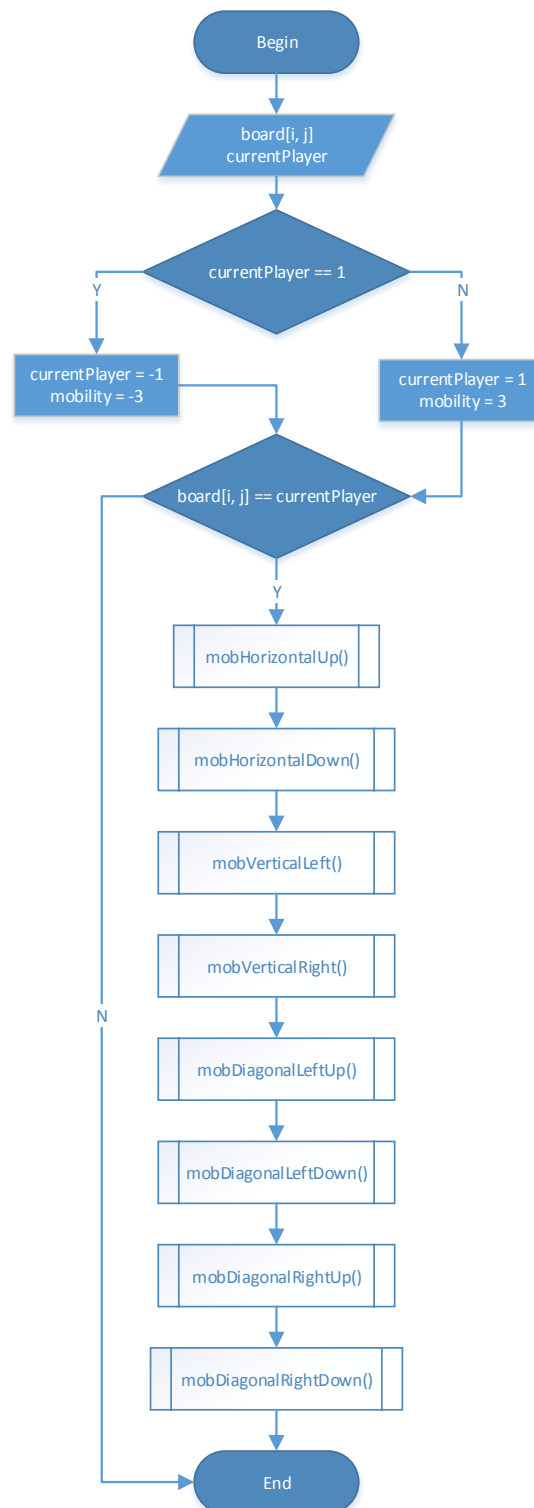 Begin
board[i, j]
currentPlayer
currentPlayer == 1
Y
N
currentPlayer = -1
mobility = -3
currentPlayer = 1
mobility = 3
board[i, j] == currentPlayer
Y
mobHorizontalUp()
mobHorizontalDown()
mobVerticalLeft()
mobVerticalRight()
N
mobDiagonalLeftUp()
mobDiagonalLeftDown()
mobDiagonalRightUp()
mobDiagonalRightDown()
End